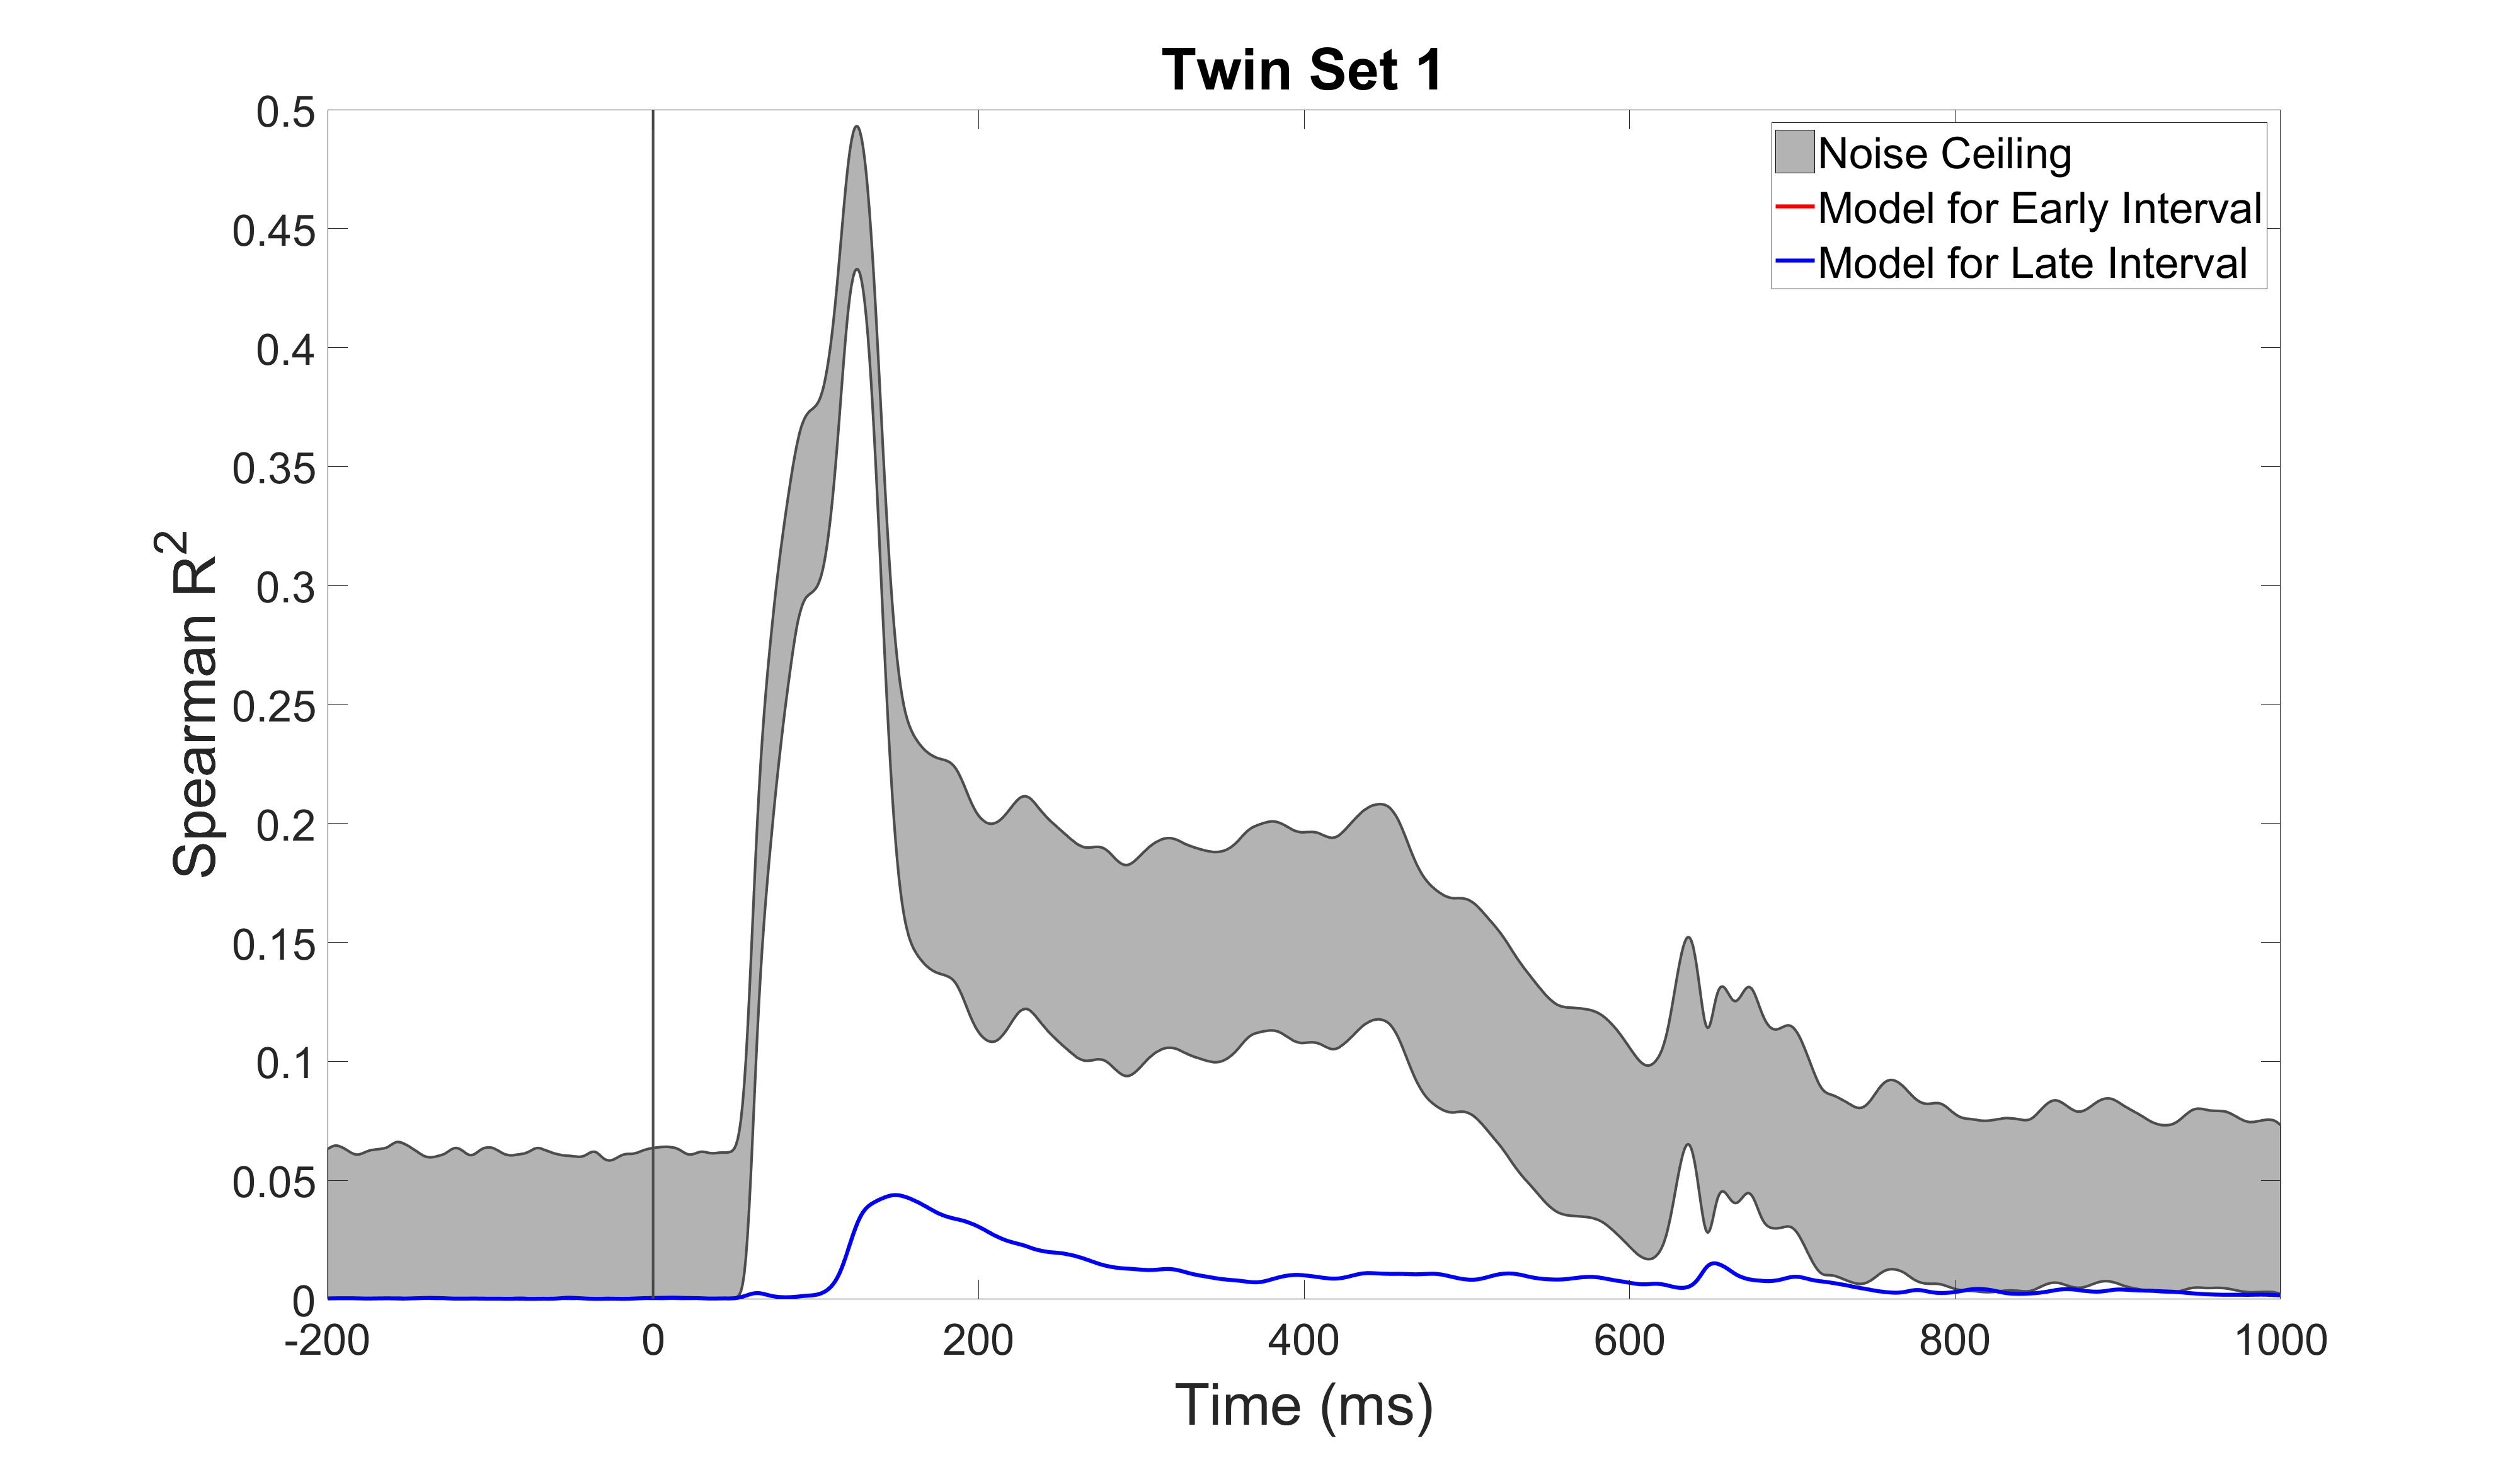 Twin Set 1
0.5
0.45
0.4
0.35
0.3
0.25
0.2
0.15
0.1
0.05
0
Spearman R²
Noise Ceiling
Model for Early Interval
Model for Late Interval
-200 0 200 400 600 800 1000
Time (ms)